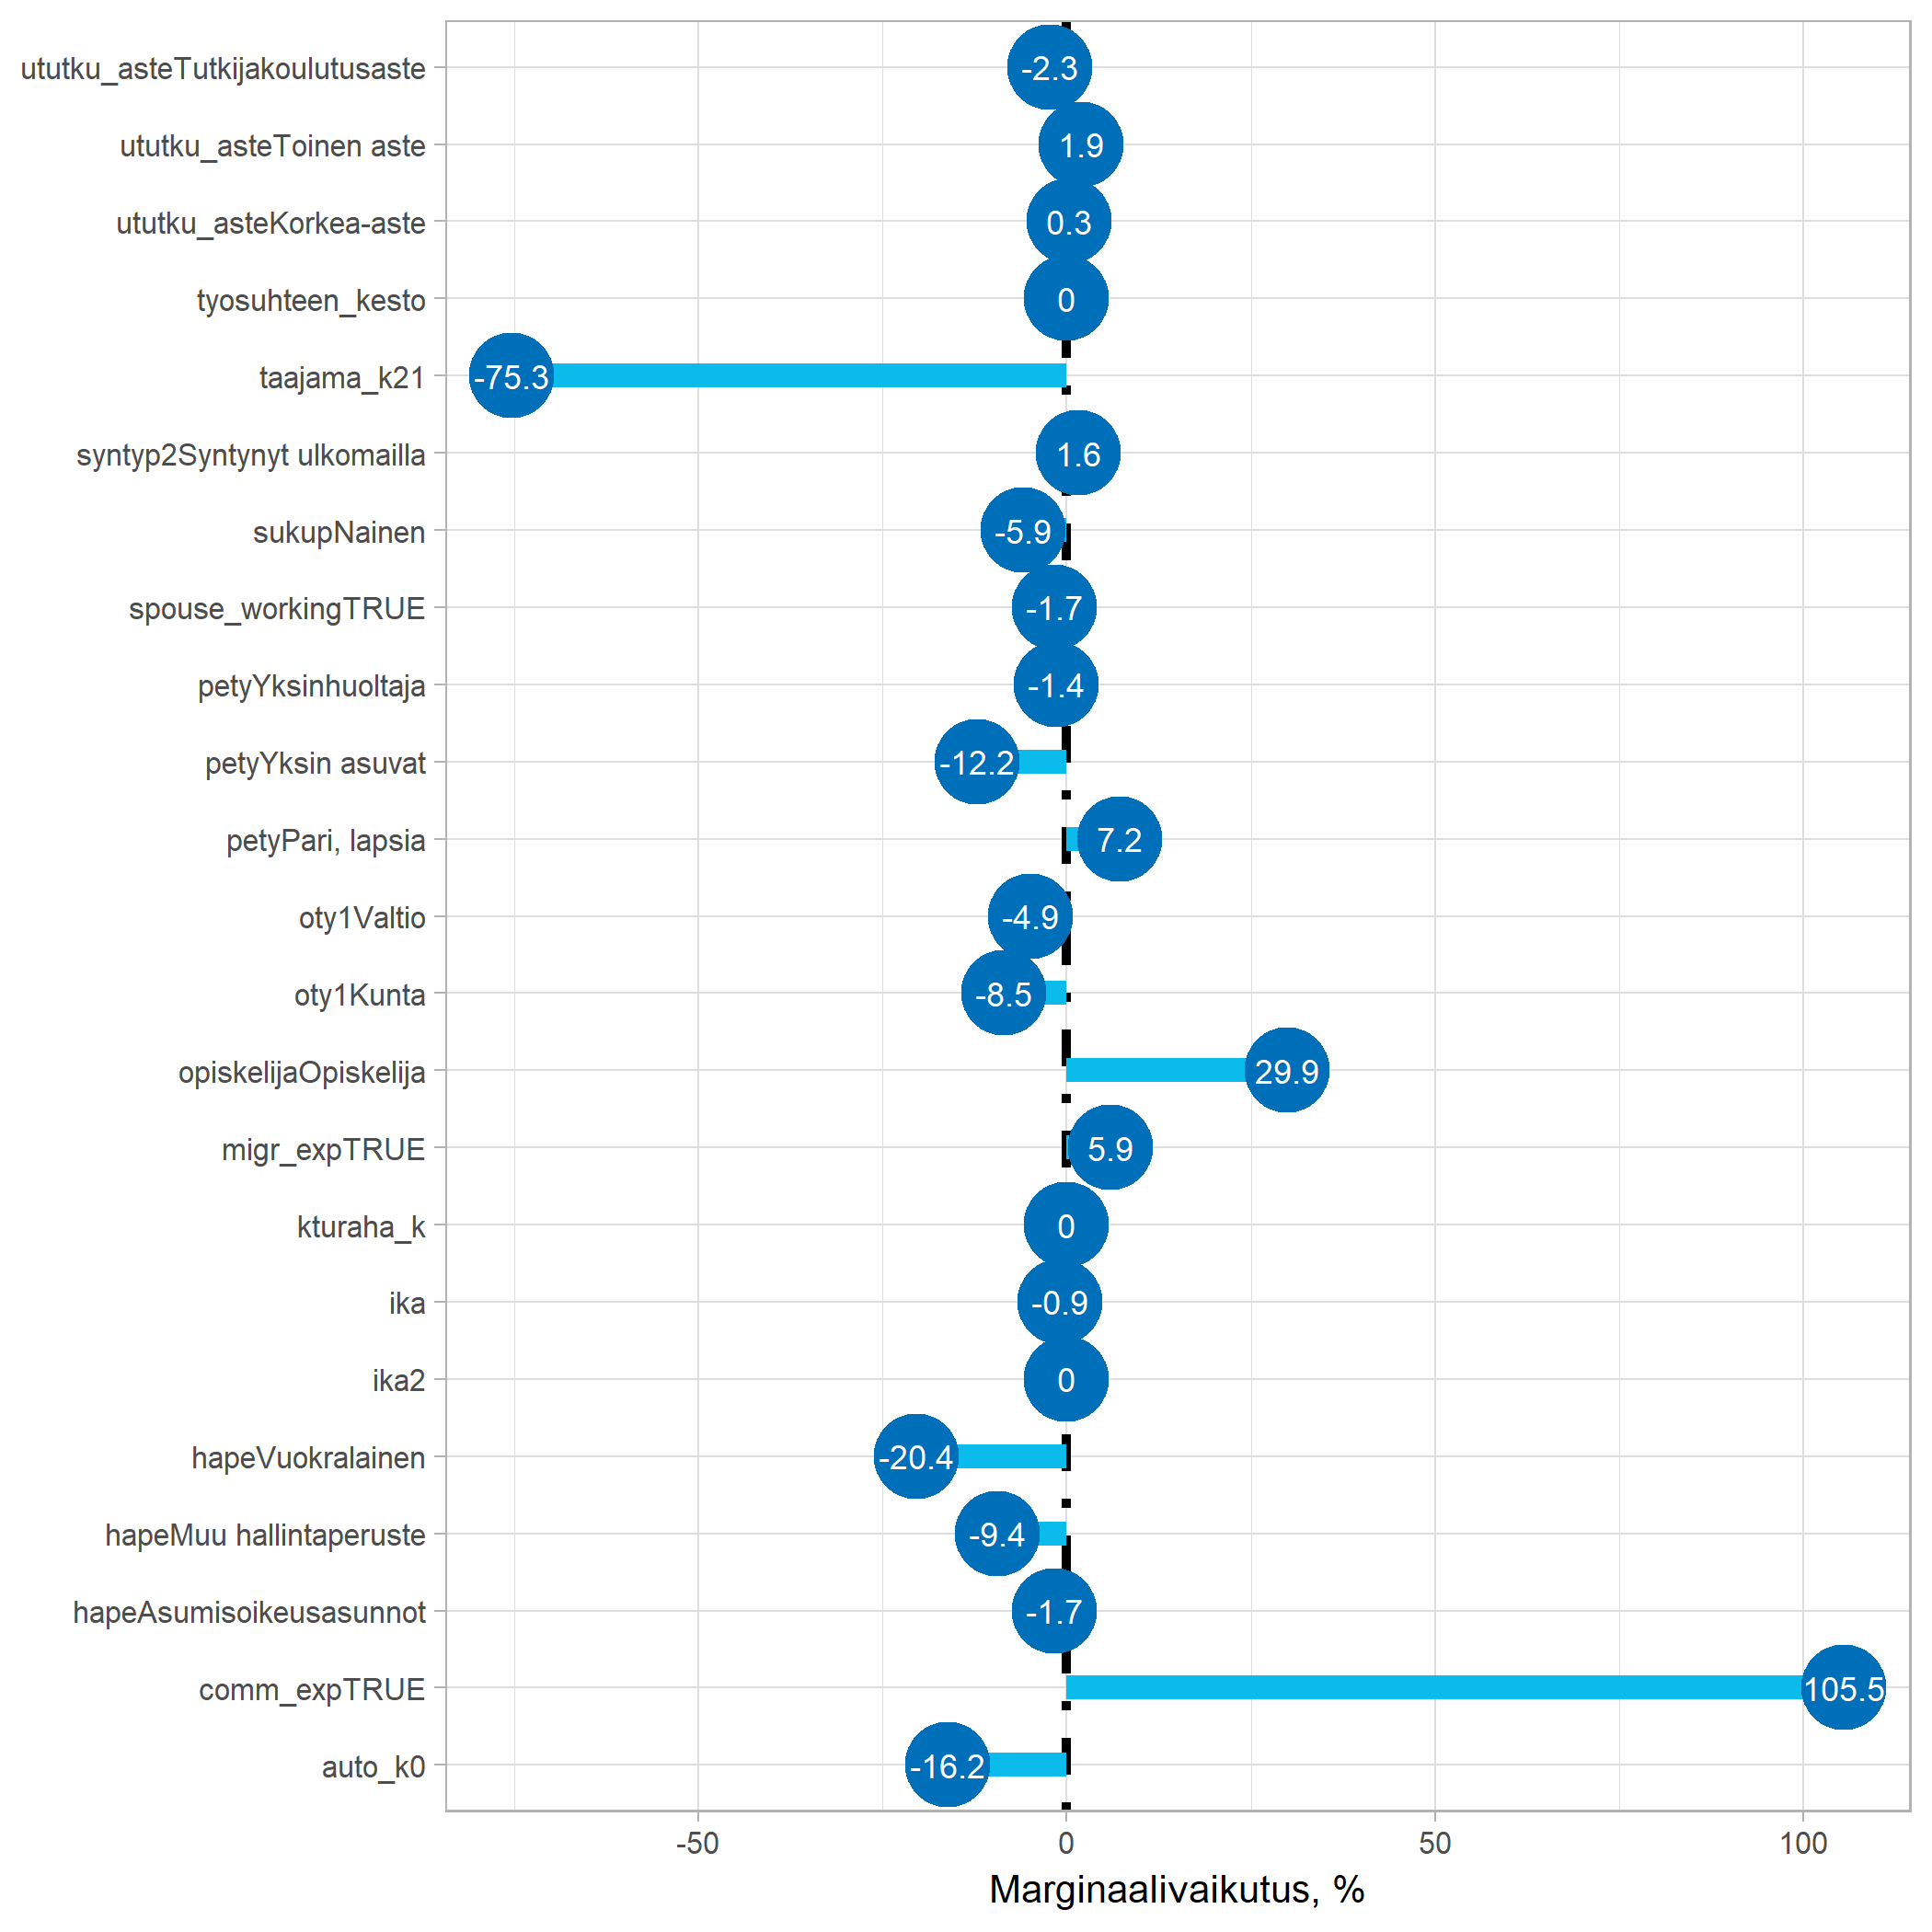 ututku_asteTutkijakoulutusaste -2.3
ututku_asteToinen aste 1.9
ututku_asteKorkea-aste 0.3
tyosuhteen_kesto 0
taajama_k21 -75.3
syntyp2Syntynyt ulkomailla 1.6
sukupNainen -5.9
spouse_workingTRUE -1.7
petyYksinhuoltaja -1.4
petyYksin asuvat -12.2
petyPari, lapsia 7.2
oty1Valtio -4.9
oty1Kunta -8.5
opiskelijaOpiskelija 29.9
migr_expTRUE 5.9
kturaha_k 0
ika -0.9
ika2 0
hapeVuokralainen -20.4
hapeMuu hallintaperuste -9.4
hapeAsumisoikeusasunnot -1.7
comm_expTRUE 105.5
auto_k0 -16.2
-50 0 50 100
Marginaalivaikutus, %